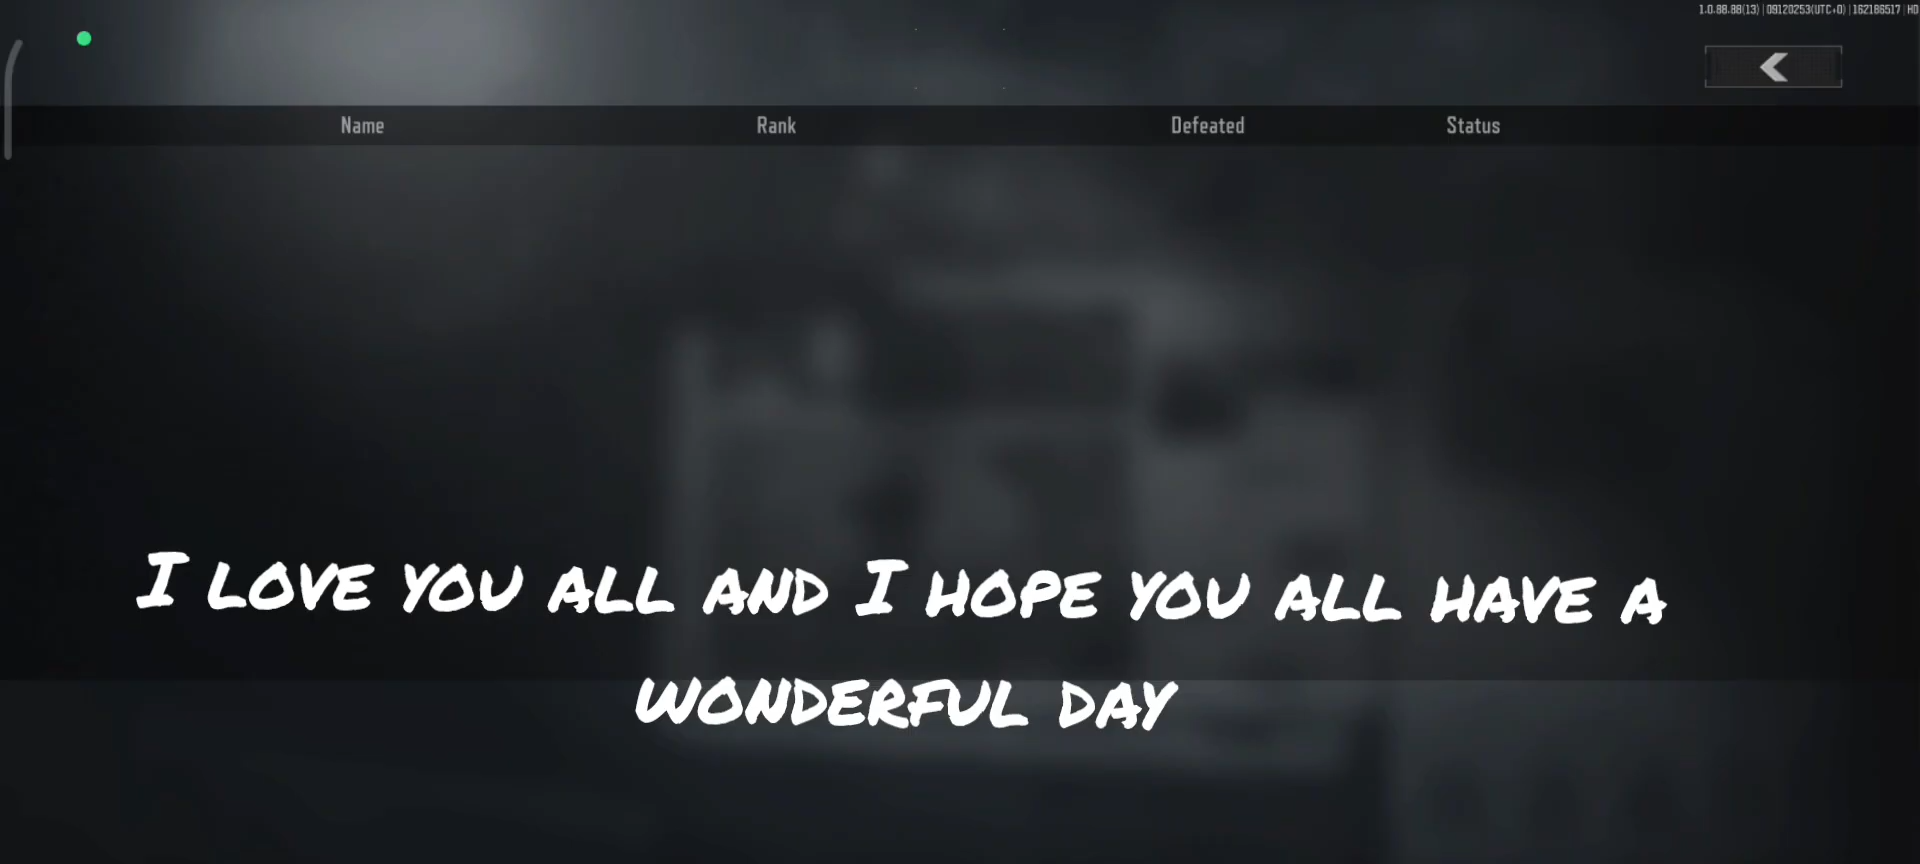 1.0.88.88(13) | 09120253(UTC+0) | 162186517 | HD
Name Rank Defeated Status
I LOVE YOU ALL AND I HOPE YOU ALL HAVE A
WONDERFUL DAY